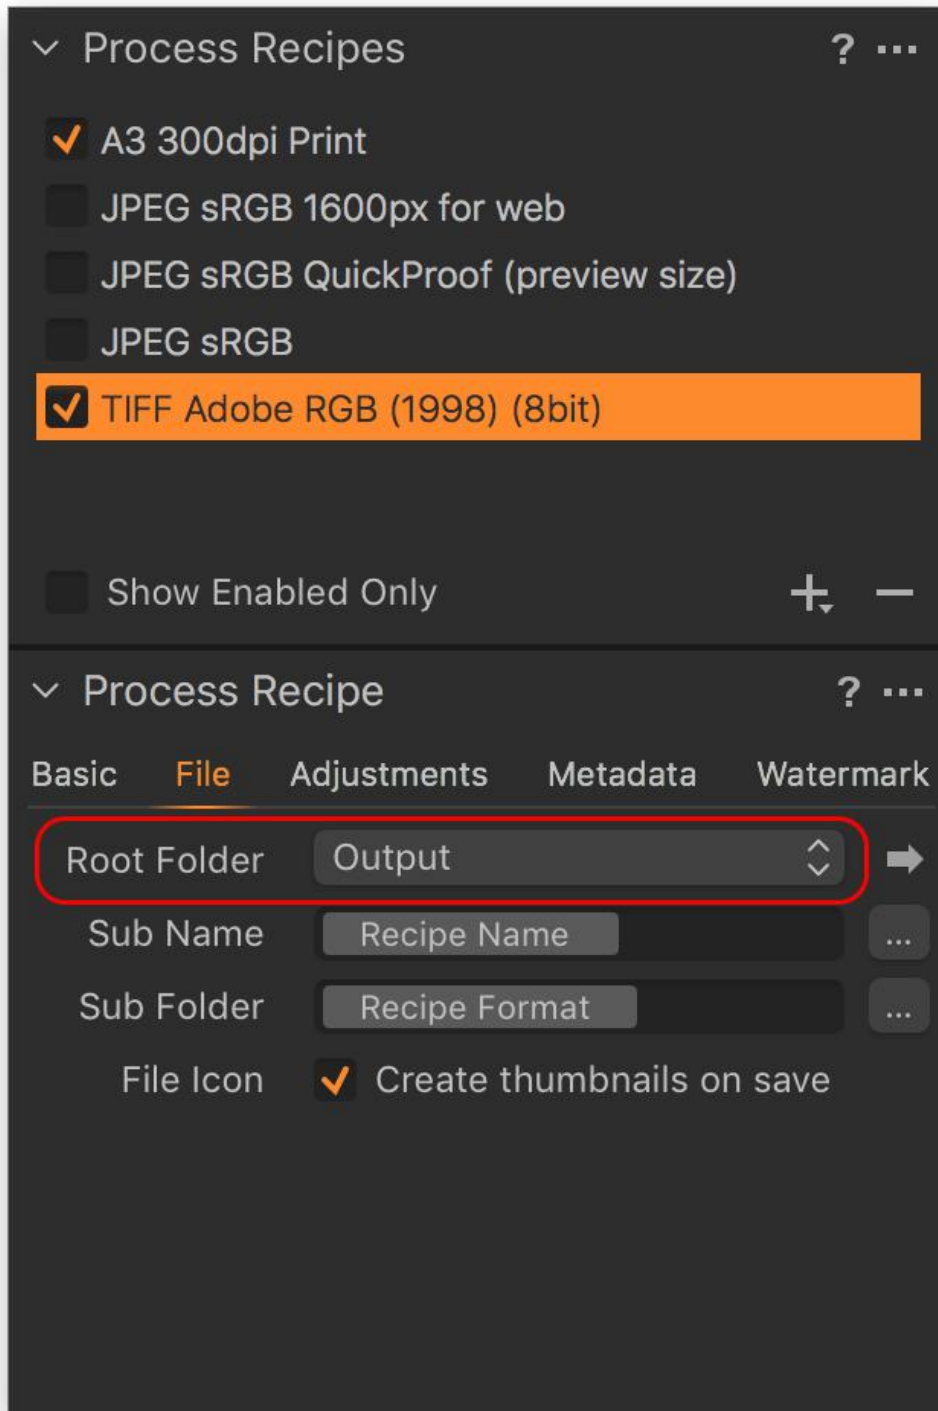 Process Recipes ? ...
A3 300dpi Print
JPEG sRGB 1600px for web
JPEG sRGB QuickProof (preview size)
JPEG sRGB
TIFF Adobe RGB (1998) (8bit)
Show Enabled Only + −
Process Recipe ? ...
Basic File Adjustments Metadata Watermark
Root Folder Output
Sub Name Recipe Name ...
Sub Folder Recipe Format ...
File Icon Create thumbnails on save